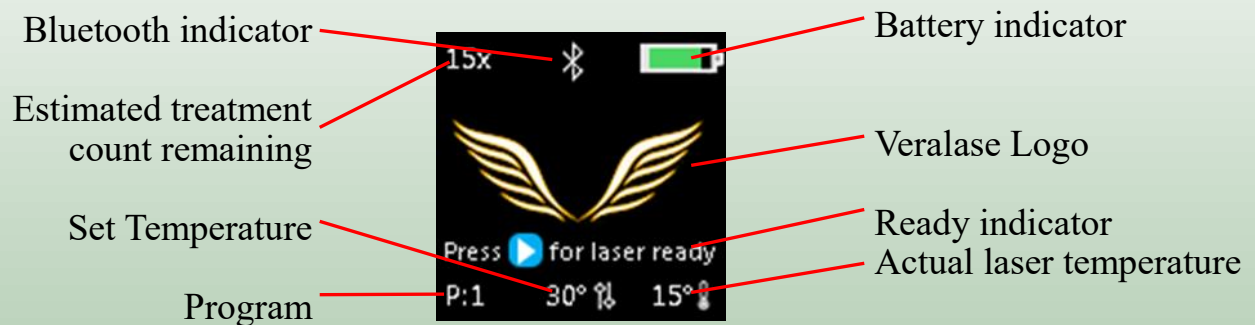 Bluetooth indicator
Battery indicator
15x
Estimated treatment
count remaining
Veralase Logo
Set Temperature
Ready indicator
Press for laser ready
Actual laser temperature
Program
P:1 30° 15°